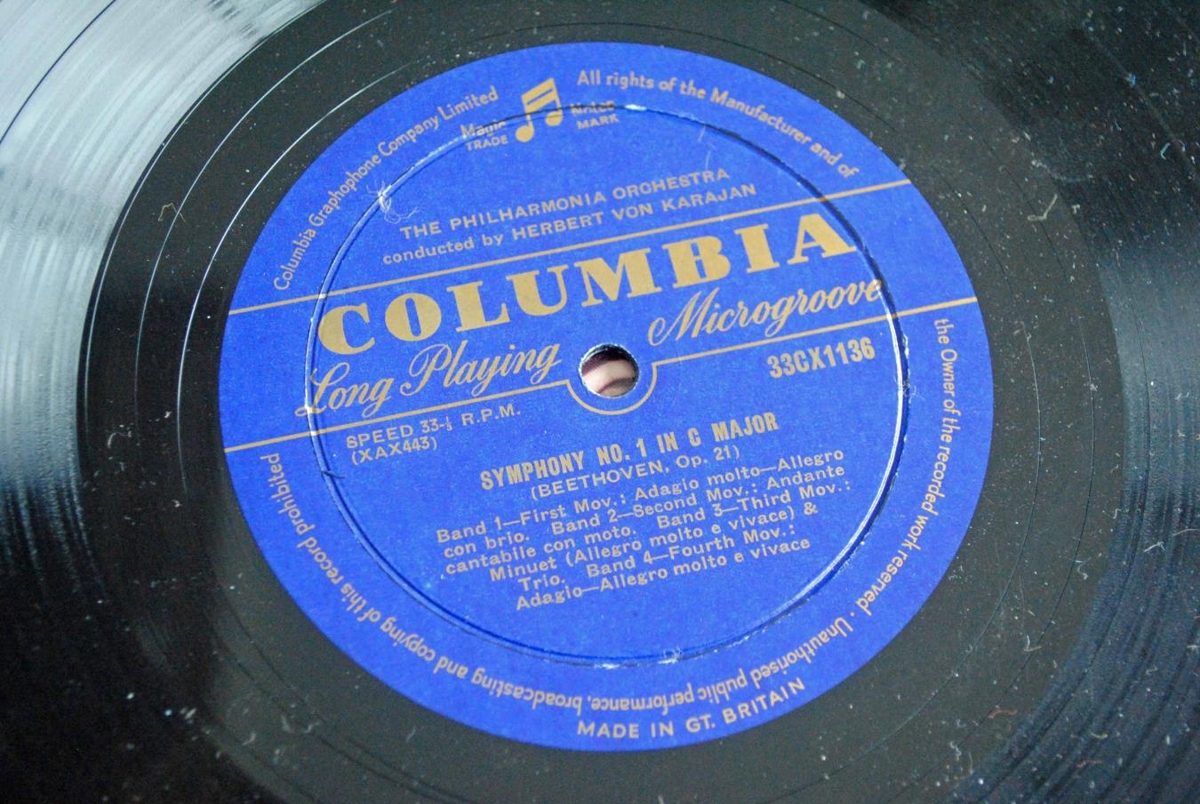 Columbia Graphophone Company Limited
All rights of the Manufacturer and of
the Owner of the recorded work reserved · Unauthorised public performance, broadcasting and copying of this record prohibited
Magic Notes
TRADE MARK
THE PHILHARMONIA ORCHESTRA
conducted by HERBERT VON KARAJAN
COLUMBIA
Long Playing Microgroove
33CX1136
SPEED 33-⅓ R.P.M.
(XAX443)
SYMPHONY NO. 1 IN C MAJOR
(BEETHOVEN, Op. 21)
Band 1—First Mov.: Adagio molto—Allegro
con brio. Band 2—Second Mov.: Andante
cantabile con moto. Band 3—Third Mov.:
Minuet (Allegro molto e vivace) &
Trio. Band 4—Fourth Mov.:
Adagio—Allegro molto e vivace
MADE IN GT. BRITAIN